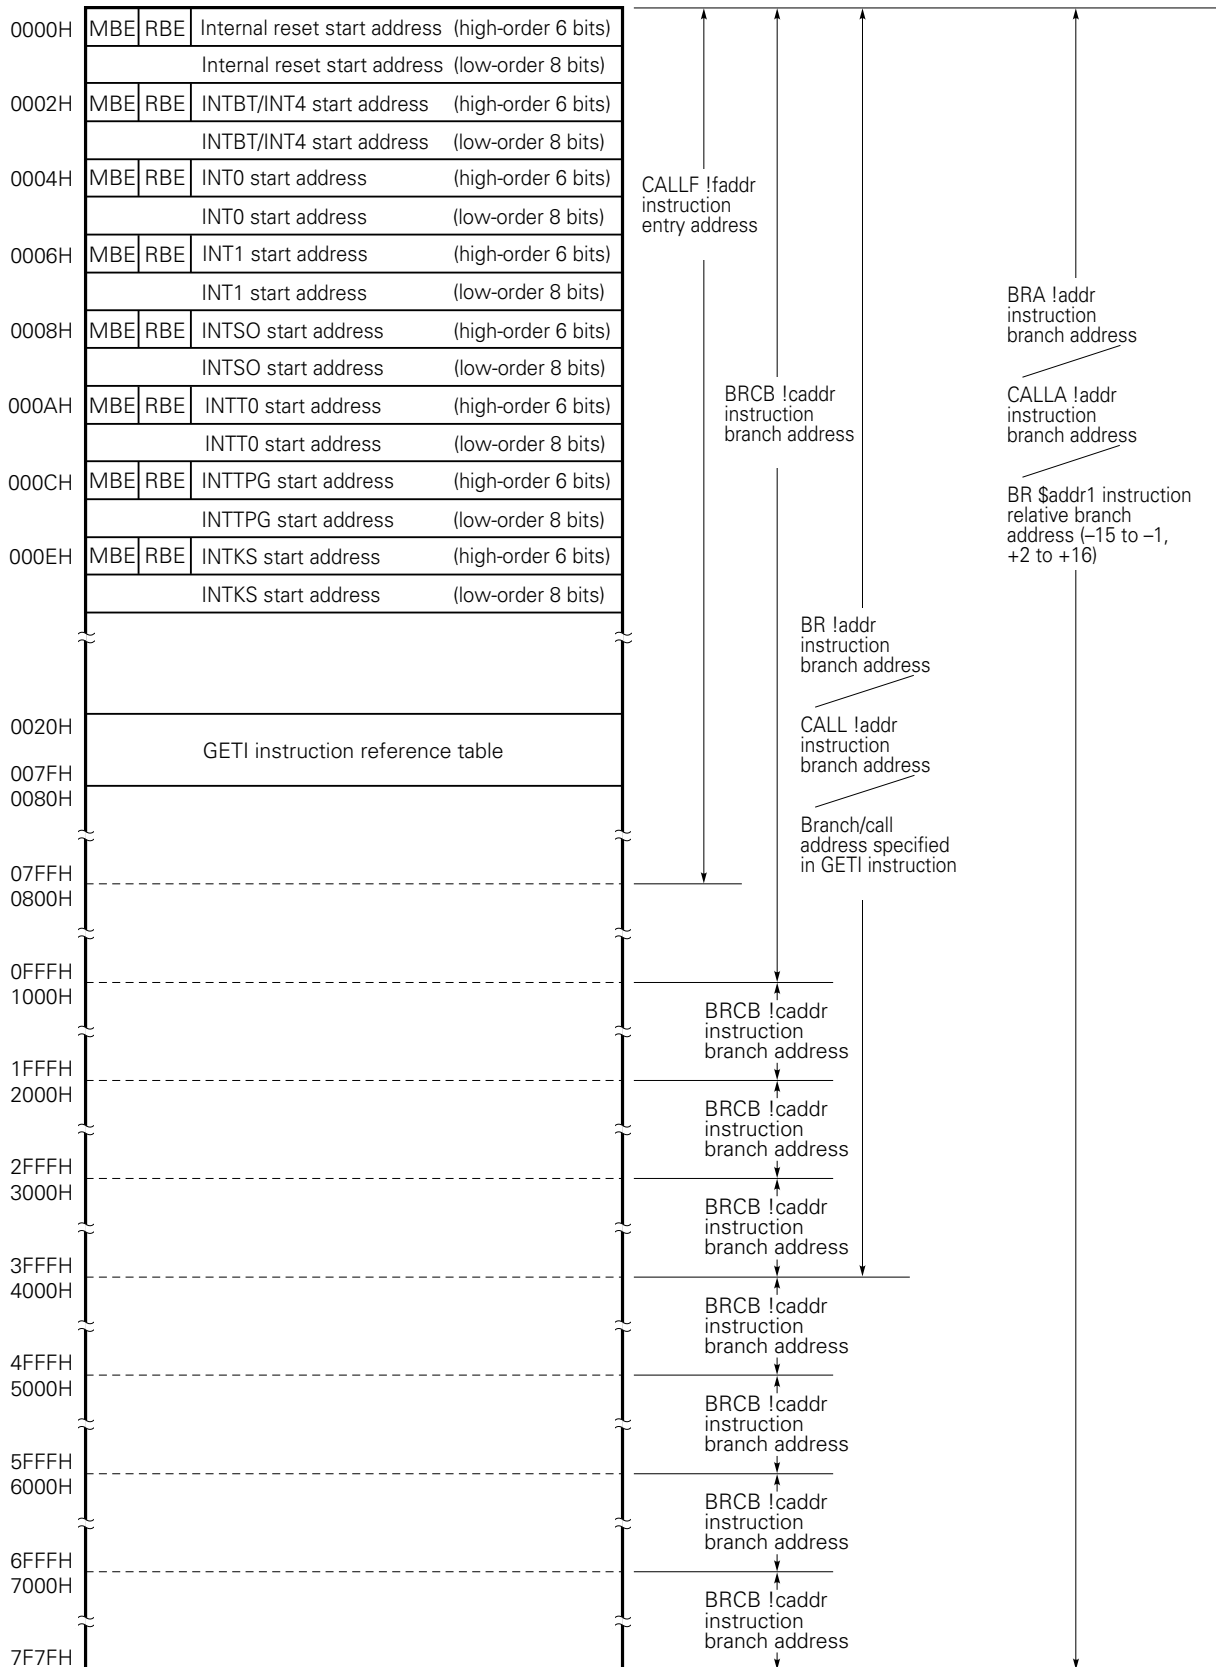 0000H MBE RBE Internal reset start address (high-order 6 bits)
Internal reset start address (low-order 8 bits)
0002H MBE RBE INTBT/INT4 start address (high-order 6 bits)
INTBT/INT4 start address (low-order 8 bits)
0004H MBE RBE INT0 start address (high-order 6 bits)
INT0 start address (low-order 8 bits)
0006H MBE RBE INT1 start address (high-order 6 bits)
INT1 start address (low-order 8 bits)
0008H MBE RBE INTSO start address (high-order 6 bits)
INTSO start address (low-order 8 bits)
000AH MBE RBE INTT0 start address (high-order 6 bits)
INTT0 start address (low-order 8 bits)
000CH MBE RBE INTTPG start address (high-order 6 bits)
INTTPG start address (low-order 8 bits)
000EH MBE RBE INTKS start address (high-order 6 bits)
INTKS start address (low-order 8 bits)
0020H
GETI instruction reference table
007FH
0080H
07FFH
0800H
0FFFH
1000H
1FFFH
2000H
2FFFH
3000H
3FFFH
4000H
4FFFH
5000H
5FFFH
6000H
6FFFH
7000H
7F7FH
CALLF !faddr
instruction
entry address
BRCB !caddr
instruction
branch address
BRCB !caddr
instruction
branch address
BRCB !caddr
instruction
branch address
BRCB !caddr
instruction
branch address
BRCB !caddr
instruction
branch address
BRCB !caddr
instruction
branch address
BRCB !caddr
instruction
branch address
BRCB !caddr
instruction
branch address
BR !addr
instruction
branch address
CALL !addr
instruction
branch address
Branch/call
address specified
in GETI instruction
BRA !addr
instruction
branch address
CALLA !addr
instruction
branch address
BR $addr1 instruction
relative branch
address (–15 to –1,
+2 to +16)